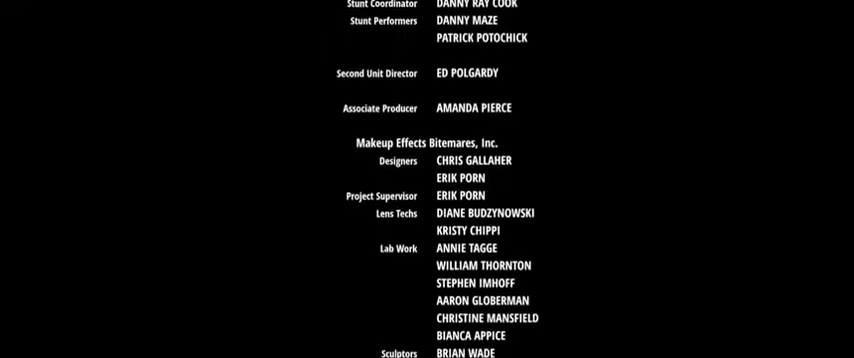 Stunt Coordinator DANNY RAY COOK
Stunt Performers DANNY MAZE
PATRICK POTOCHICK
Second Unit Director ED POLGARDY
Associate Producer AMANDA PIERCE
Makeup Effects Bitemares, Inc.
Designers CHRIS GALLAHER
ERIK PORN
Project Supervisor ERIK PORN
Lens Techs DIANE BUDZYNOWSKI
KRISTY CHIPPI
Lab Work ANNIE TAGGE
WILLIAM THORNTON
STEPHEN IMHOFF
AARON GLOBERMAN
CHRISTINE MANSFIELD
BIANCA APPICE
Sculptors BRIAN WADE